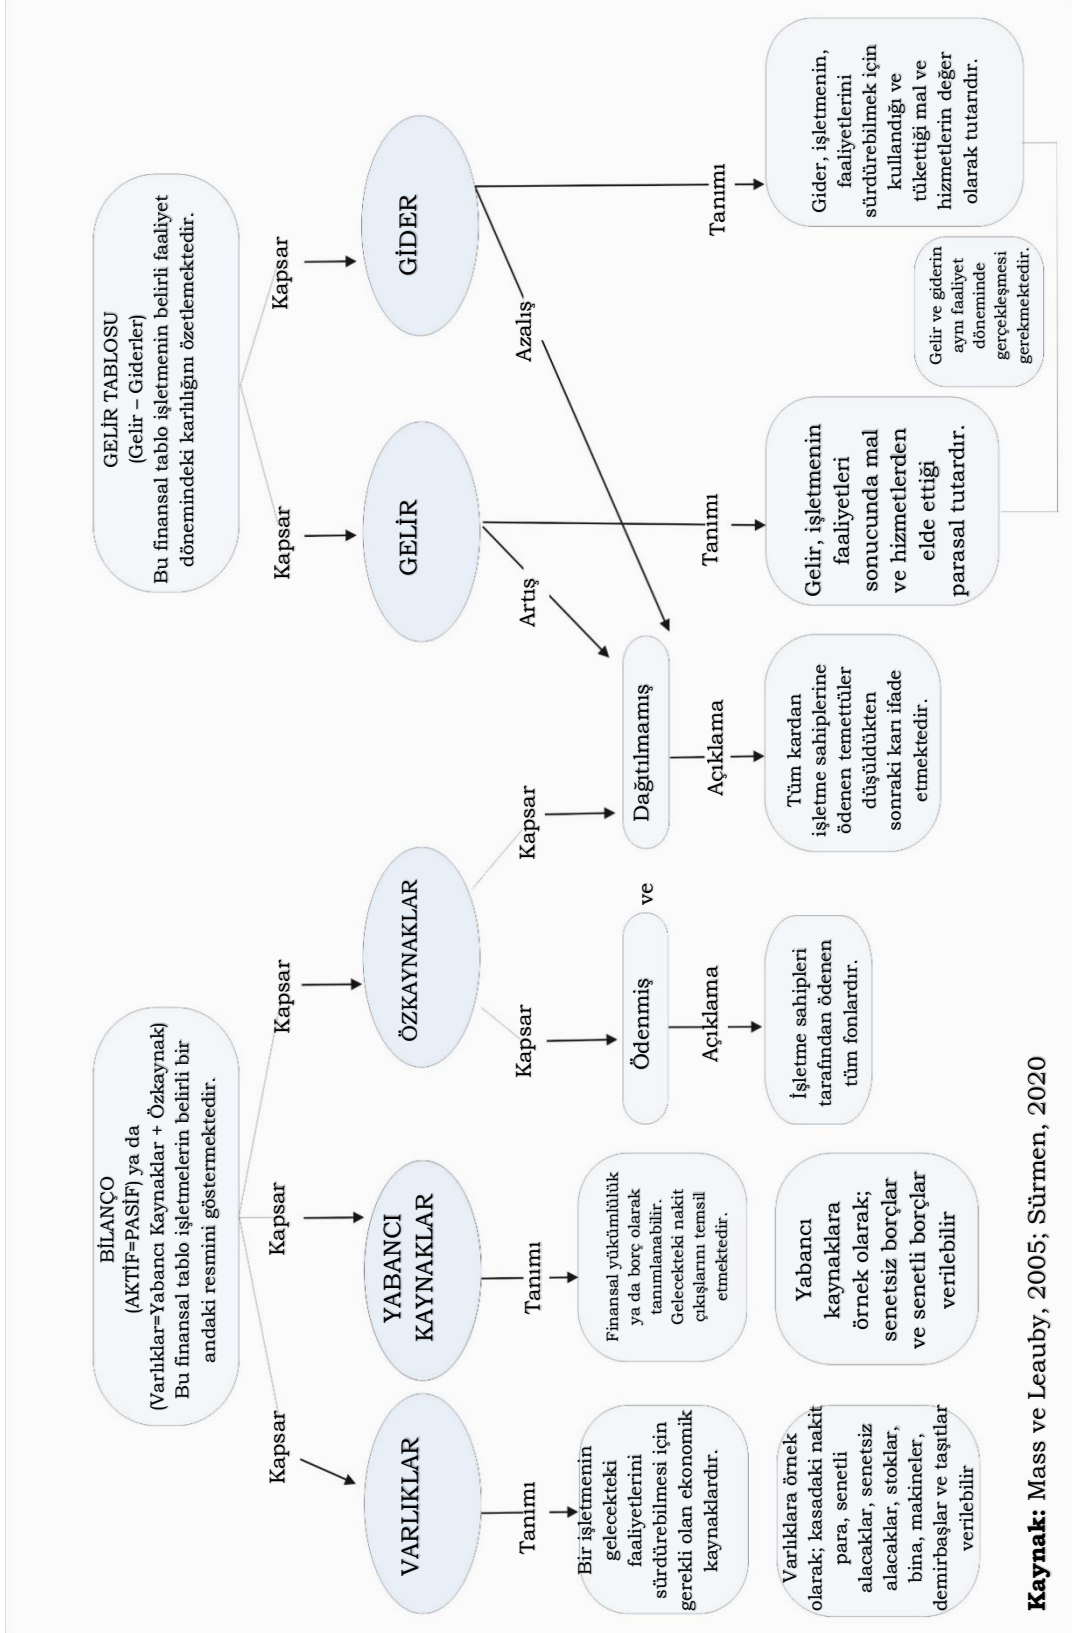 BİLANÇO
(AKTİF=PASİF) ya da
(Varlıklar=Yabancı Kaynaklar + Özkaynak)
Bu finansal tablo işletmelerin belirli bir
andaki resmini göstermektedir.
GELİR TABLOSU
(Gelir – Giderler)
Bu finansal tablo işletmenin belirli faaliyet
dönemindeki karlılığını özetlemektedir.
Kapsar
Kapsar
Kapsar
Kapsar
Kapsar
VARLIKLAR
YABANCI
KAYNAKLAR
ÖZKAYNAKLAR
GELİR
GİDER
Tanımı
Tanımı
Kapsar
Kapsar
Artış
Azalış
Bir işletmenin
gelecekteki
faaliyetlerini
sürdürebilmesi için
gerekli olan ekonomik
kaynaklardır.
Finansal yükümlülük
ya da borç olarak
tanımlanabilir.
Gelecekteki nakit
çıkışlarını temsil
etmektedir.
Ödenmiş
ve
Dağıtılmamış
Açıklama
Açıklama
Tanımı
Tanımı
Varlıklara örnek
olarak; kasadaki nakit
para, senetli
alacaklar, senetsiz
alacaklar, stoklar,
bina, makineler,
demirbaşlar ve taşıtlar
verilebilir
Yabancı
kaynaklara
örnek olarak;
senetsiz borçlar
ve senetli borçlar
verilebilir
İşletme sahipleri
tarafından ödenen
tüm fonlardır.
Tüm kardan
işletme sahiplerine
ödenen temettüler
düşüldükten
sonraki karı ifade
etmektedir.
Gelir, işletmenin
faaliyetleri
sonucunda mal
ve hizmetlerden
elde ettiği
parasal tutardır.
Gelir ve giderin
aynı faaliyet
döneminde
gerçekleşmesi
gerekmektedir.
Gider, işletmenin,
faaliyetlerini
sürdürebilmek için
kullandığı ve
tükettiği mal ve
hizmetlerin değer
olarak tutarıdır.
Kaynak: Mass ve Leauby, 2005; Sürmen, 2020